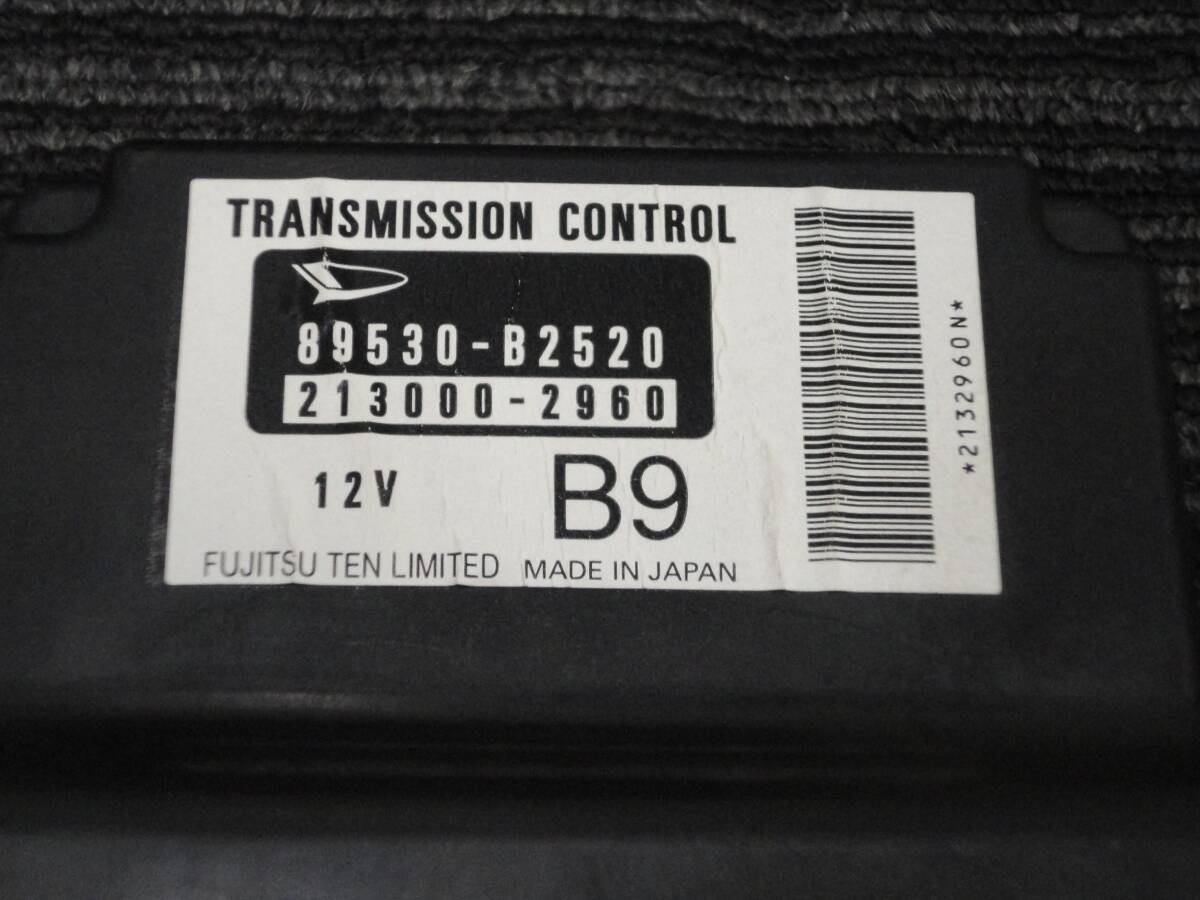 TRANSMISSION CONTROL
89530-B2520
213000-2960
12V B9
FUJITSU TEN LIMITED MADE IN JAPAN
*2132960N*